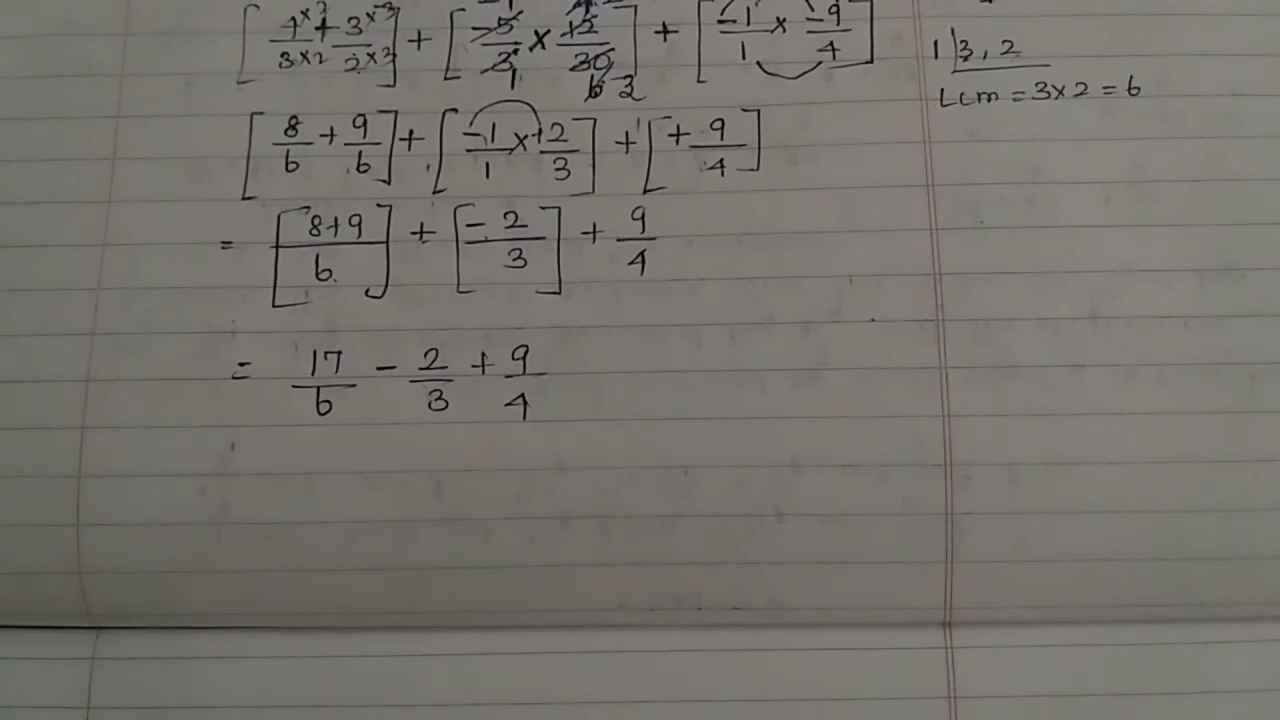 [4×2/3×2 + 3×3/2×3] + [-5/3 × +12/30] + [-1/1 × -9/4]
1 | 3, 2
Lcm = 3×2 = 6
[8/6 + 9/6] + [-1/1 × +2/3] + [+9/4]
= [8+9/6] + [-2/3] + 9/4
= 17/6 - 2/3 + 9/4